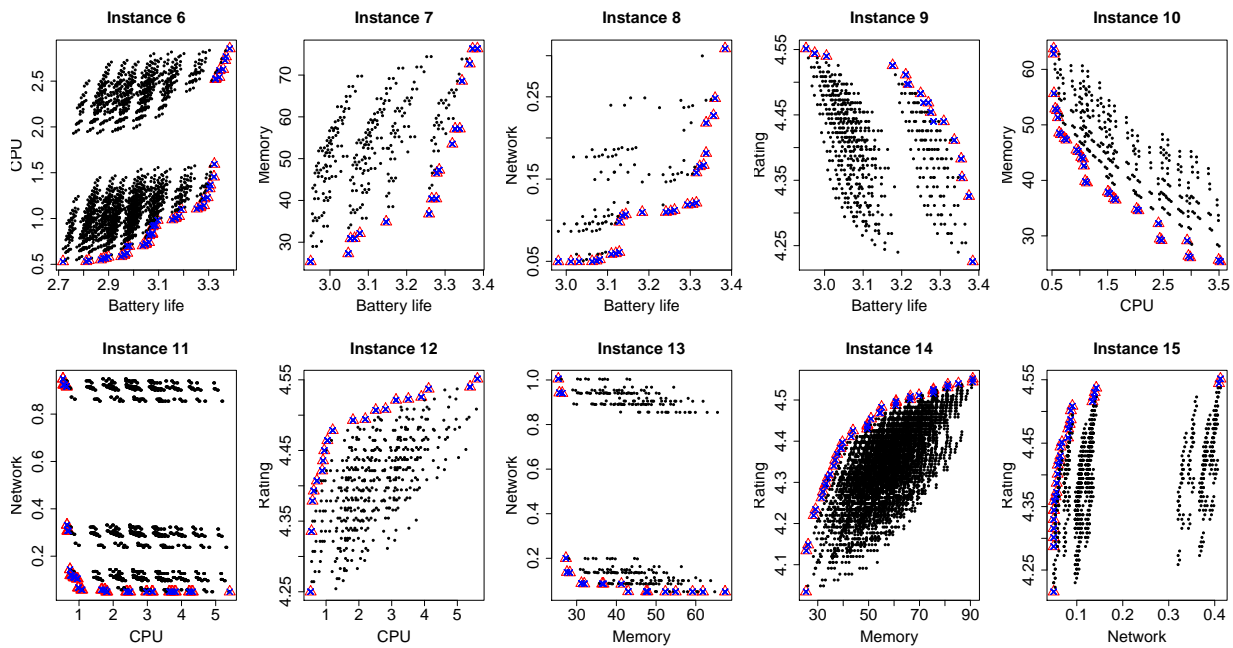 Instance 6
Instance 7
Instance 8
Instance 9
Instance 10
CPU
0.5 1.0 1.5 2.0 2.5
2.7 2.9 3.1 3.3
Battery life
Memory
30 40 50 60 70
3.0 3.1 3.2 3.3 3.4
Battery life
Network
0.05 0.15 0.25
3.0 3.1 3.2 3.3 3.4
Battery life
Rating
4.25 4.35 4.45 4.55
3.0 3.1 3.2 3.3 3.4
Battery life
Memory
30 40 50 60
0.5 1.5 2.5 3.5
CPU
Instance 11
Instance 12
Instance 13
Instance 14
Instance 15
Network
0.2 0.4 0.6 0.8
1 2 3 4 5
CPU
Rating
4.25 4.35 4.45 4.55
1 2 3 4 5
CPU
Network
0.2 0.4 0.6 0.8 1.0
30 40 50 60
Memory
Rating
4.1 4.2 4.3 4.4 4.5
30 50 70 90
Memory
Rating
4.25 4.35 4.45 4.55
0.1 0.2 0.3 0.4
Network